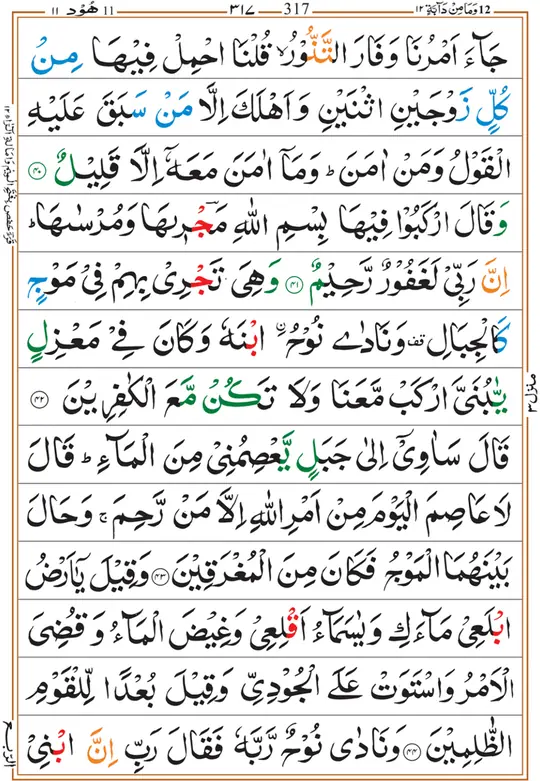 12 وَمَا مِنْ دَآبَّةٍ ١٢
317 ٣١٧
11 هُوْد ١١
جَآءَ اَمْرُنَا وَفَارَ التَّنُّوْرُ ۙ قُلْنَا احْمِلْ فِيْهَا مِنْ
كُلٍّ زَوْجَيْنِ اثْنَيْنِ وَاَهْلَكَ اِلَّا مَنْ سَبَقَ عَلَيْهِ
الْقَوْلُ وَمَنْ اٰمَنَ ؕ وَمَاۤ اٰمَنَ مَعَهٗۤ اِلَّا قَلِيْلٌ ﴿۴۰﴾
وَقَالَ ارْكَبُوْا فِيْهَا بِسْمِ اللّٰهِ مَجْؔرٖىهَا وَمُرْسٰىهَا ؕ
اِنَّ رَبِّىْ لَغَفُوْرٌ رَّحِيْمٌ ﴿۴۱﴾ وَهِىَ تَجْرِىْ بِهِمْ فِىْ مَوْجٍ
كَالْجِبَالِ قف وَنَادٰى نُوْحُ ۨ ابْنَهٗ وَكَانَ فِىْ مَعْزِلٍ
يّٰبُنَىَّ ارْكَبْ مَّعَنَا وَلَا تَكُنْ مَّعَ الْكٰفِرِيْنَ ﴿۴۲﴾
قَالَ سَاٰوِىْۤ اِلٰى جَبَلٍ يَّعْصِمُنِىْ مِنَ الْمَآءِ ؕ قَالَ
لَا عَاصِمَ الْيَوْمَ مِنْ اَمْرِ اللّٰهِ اِلَّا مَنْ رَّحِمَ ۚ وَحَالَ
بَيْنَهُمَا الْمَوْجُ فَكَانَ مِنَ الْمُغْرَقِيْنَ ﴿۴۳﴾ وَقِيْلَ يٰۤاَرْضُ
ابْلَعِىْ مَآءَكِ وَيٰسَمَآءُ اَقْلِعِىْ وَغِيْضَ الْمَآءُ وَقُضِىَ
الْاَمْرُ وَاسْتَوَتْ عَلَى الْجُوْدِىِّ وَقِيْلَ بُعْدًا لِّلْقَوْمِ
الظّٰلِمِيْنَ ﴿۴۴﴾ وَنَادٰى نُوْحٌ رَّبَّهٗ فَقَالَ رَبِّ اِنَّ ابْنِىْ
منزل ٣
الربع